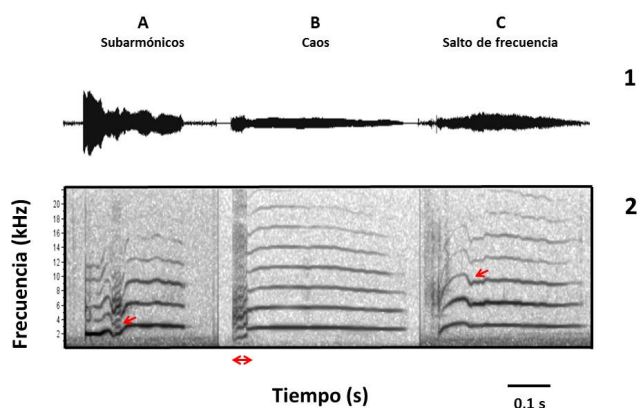 A
Subarmónicos
B
Caos
C
Salto de frecuencia
1
2
Frecuencia (kHz)
20
18
16
14
12
10
8
6
4
2
Tiempo (s)
0.1 s